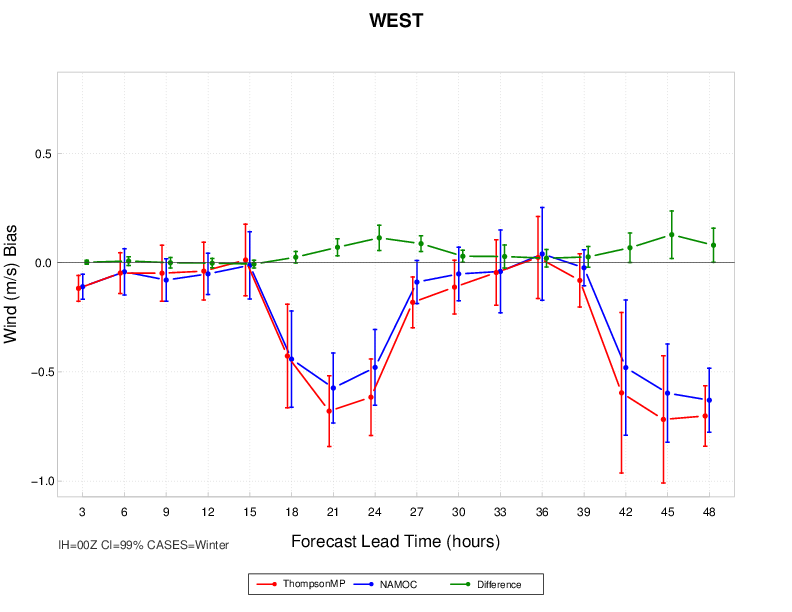 WEST
Wind (m/s) Bias
0.5
0.0
−0.5
−1.0
3 6 9 12 15 18 21 24 27 30 33 36 39 42 45 48
Forecast Lead Time (hours)
IH=00Z CI=99% CASES=Winter
ThompsonMP NAMOC Difference